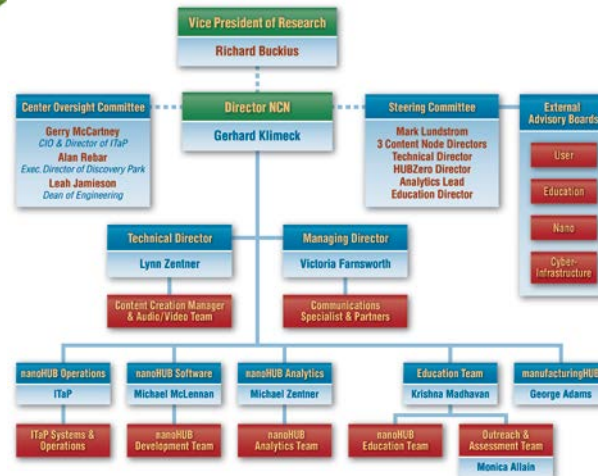 Vice President of Research
Richard Buckius
Center Oversight Committee
Gerry McCartney
CIO & Director of ITaP
Alan Rebar
Exec. Director of Discovery Park
Leah Jamieson
Dean of Engineering
Director NCN
Gerhard Klimeck
Steering Committee
Mark Lundstrom
3 Content Node Directors
Technical Director
HUBZero Director
Analytics Lead
Education Director
External
Advisory Boards
User
Education
Nano
Cyber-
Infrastructure
Technical Director
Lynn Zentner
Content Creation Manager
& Audio/Video Team
Managing Director
Victoria Farnsworth
Communications
Specialist & Partners
nanoHUB Operations
ITaP
ITaP Systems &
Operations
nanoHUB Software
Michael McLennan
nanoHUB
Development Team
nanoHUB Analytics
Michael Zentner
nanoHUB
Analytics Team
Education Team
Krishna Madhavan
nanoHUB
Education Team
Outreach &
Assessment Team
Monica Allain
manufacturingHUB
George Adams